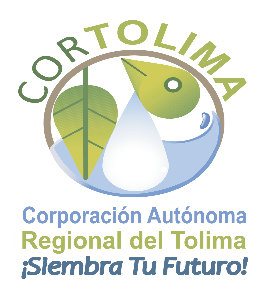 CORTOLIMA
Corporación Autónoma
Regional del Tolima
¡Siembra Tu Futuro!